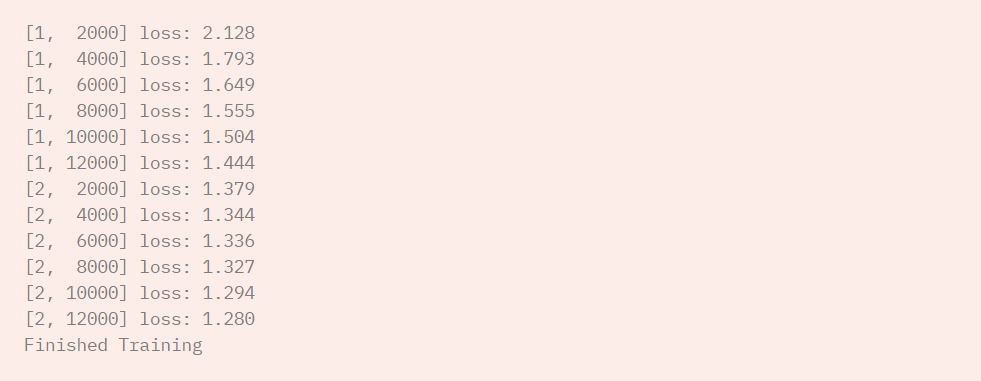 [1,  2000] loss: 2.128
[1,  4000] loss: 1.793
[1,  6000] loss: 1.649
[1,  8000] loss: 1.555
[1, 10000] loss: 1.504
[1, 12000] loss: 1.444
[2,  2000] loss: 1.379
[2,  4000] loss: 1.344
[2,  6000] loss: 1.336
[2,  8000] loss: 1.327
[2, 10000] loss: 1.294
[2, 12000] loss: 1.280
Finished Training